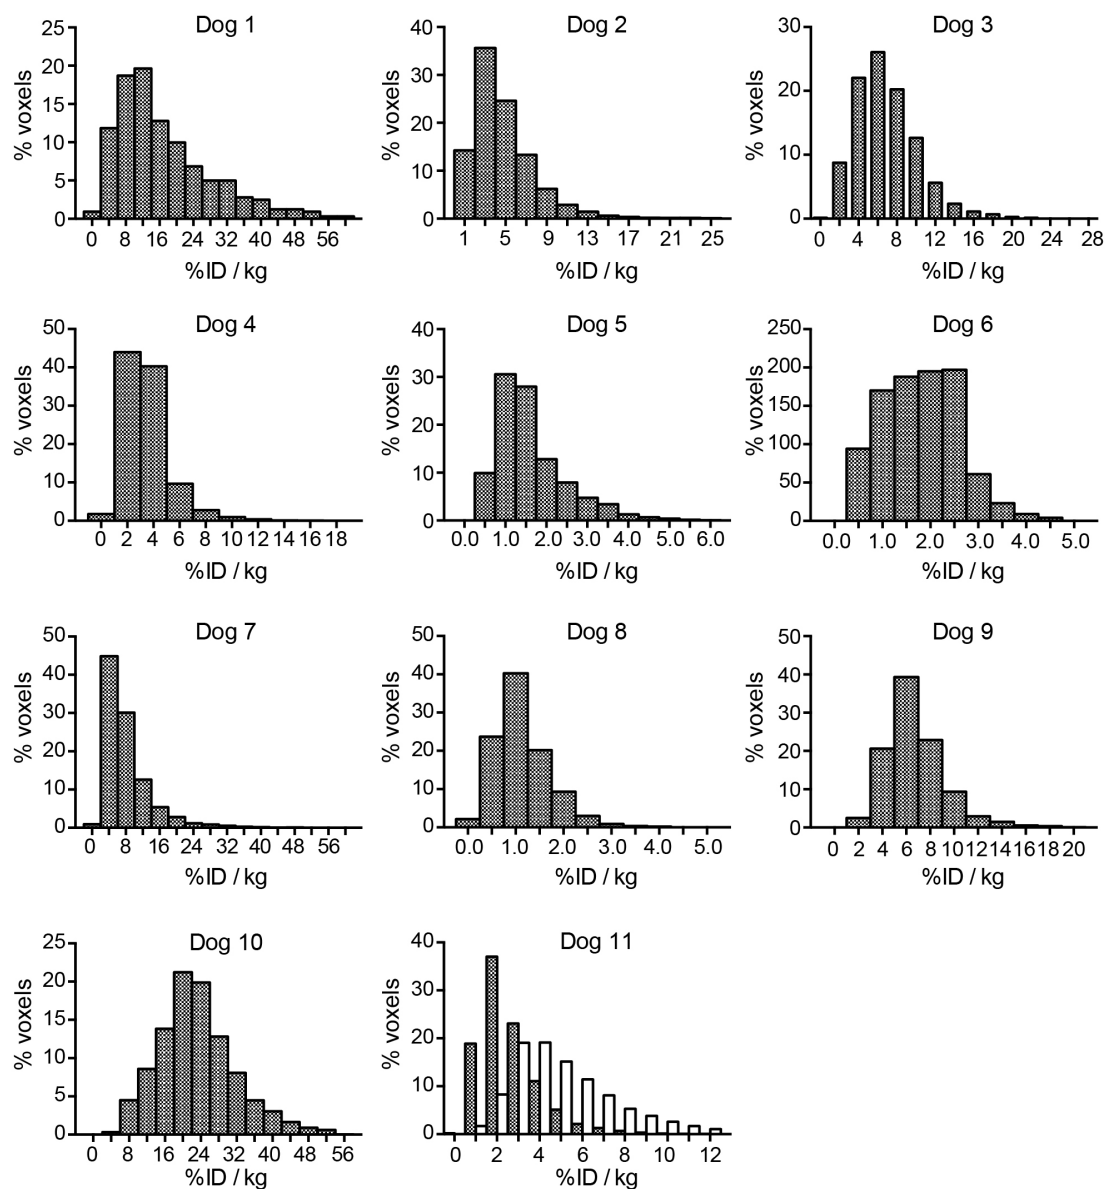 Dog 1
25
20
15
10
5
0
% voxels
0 8 16 24 32 40 48 56
%ID / kg
Dog 2
40
30
20
10
0
% voxels
1 5 9 13 17 21 25
%ID / kg
Dog 3
30
20
10
0
% voxels
0 4 8 12 16 20 24 28
%ID / kg
Dog 4
50
40
30
20
10
0
% voxels
0 2 4 6 8 10 12 14 16 18
%ID / kg
Dog 5
40
30
20
10
0
% voxels
0.0 1.0 2.0 3.0 4.0 5.0 6.0
%ID / kg
Dog 6
250
200
150
100
50
0
% voxels
0.0 1.0 2.0 3.0 4.0 5.0
%ID / kg
Dog 7
50
40
30
20
10
0
% voxels
0 8 16 24 32 40 48 56
%ID / kg
Dog 8
50
40
30
20
10
0
% voxels
0.0 1.0 2.0 3.0 4.0 5.0
%ID / kg
Dog 9
50
40
30
20
10
0
% voxels
0 2 4 6 8 10 12 14 16 18 20
%ID / kg
Dog 10
25
20
15
10
5
0
% voxels
0 8 16 24 32 40 48 56
%ID / kg
Dog 11
40
30
20
10
0
% voxels
0 2 4 6 8 10 12
%ID / kg